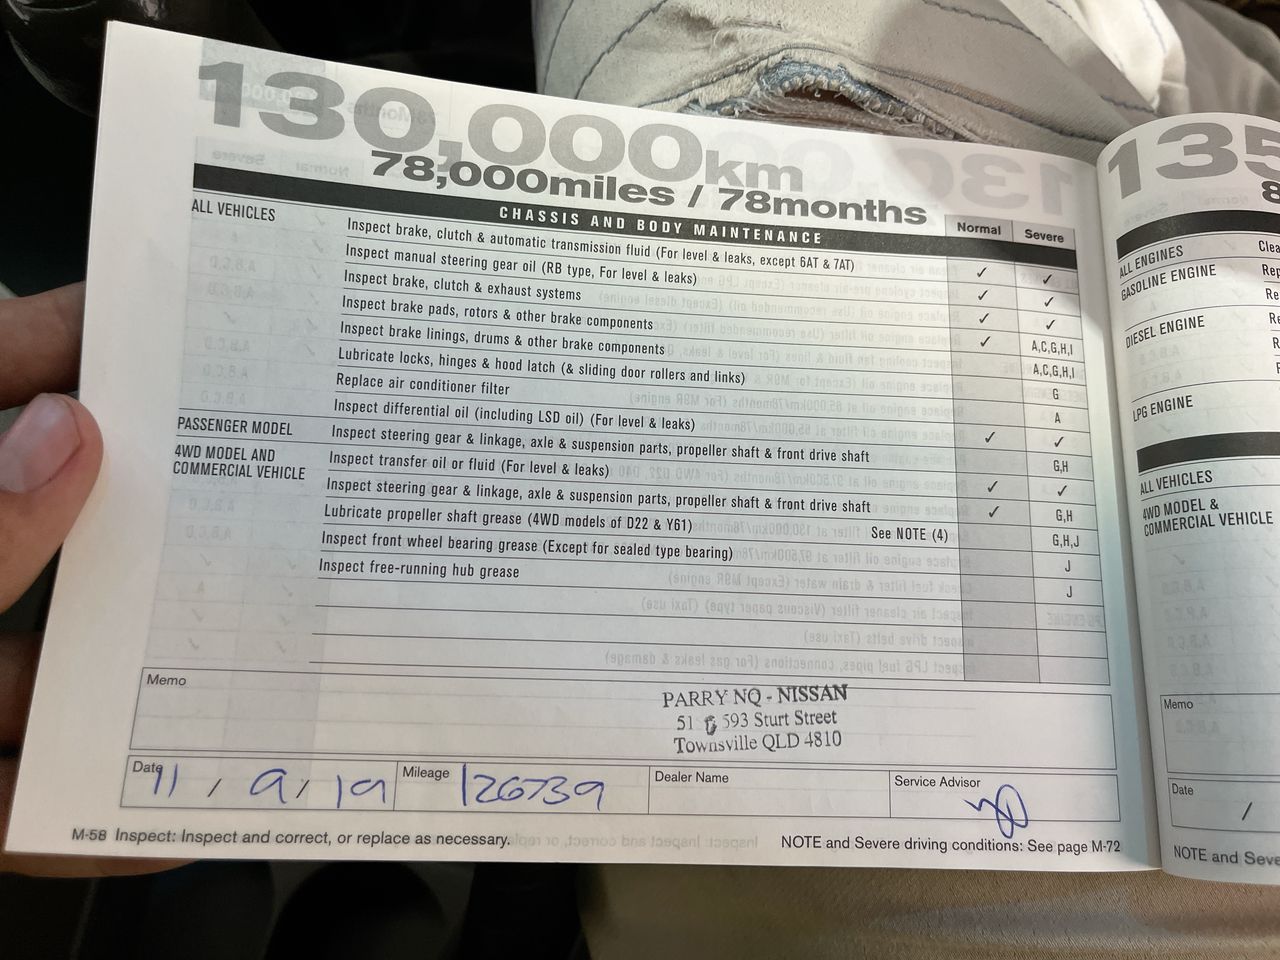 130,000km
78,000miles / 78months
CHASSIS AND BODY MAINTENANCE Normal Severe
ALL VEHICLES Inspect brake, clutch & automatic transmission fluid (For level & leaks, except 6AT & 7AT) ✓ ✓
Inspect manual steering gear oil (RB type, For level & leaks) ✓ ✓
Inspect brake, clutch & exhaust systems ✓ ✓
Inspect brake pads, rotors & other brake components ✓ A,C,G,H,I
Inspect brake linings, drums & other brake components A,C,G,H,I
Lubricate locks, hinges & hood latch (& sliding door rollers and links) G
Replace air conditioner filter A
Inspect differential oil (including LSD oil) (For level & leaks) ✓ ✓
PASSENGER MODEL Inspect steering gear & linkage, axle & suspension parts, propeller shaft & front drive shaft G,H
4WD MODEL AND Inspect transfer oil or fluid (For level & leaks) ✓ ✓
COMMERCIAL VEHICLE Inspect steering gear & linkage, axle & suspension parts, propeller shaft & front drive shaft ✓ G,H
Lubricate propeller shaft grease (4WD models of D22 & Y61) See NOTE (4) G,H,J
Inspect front wheel bearing grease (Except for sealed type bearing) J
Inspect free-running hub grease J
Memo
PARRY NQ - NISSAN
51 593 Sturt Street
Townsville QLD 4810
Date 11 / 9 / 19 Mileage 126739 Dealer Name Service Advisor
M-58 Inspect: Inspect and correct, or replace as necessary. NOTE and Severe driving conditions: See page M-72
135
8
ALL ENGINES Clea
GASOLINE ENGINE Rep
Re
DIESEL ENGINE Re
R
LPG ENGINE
ALL VEHICLES
4WD MODEL &
COMMERCIAL VEHICLE
Memo
Date
/
NOTE and Seve